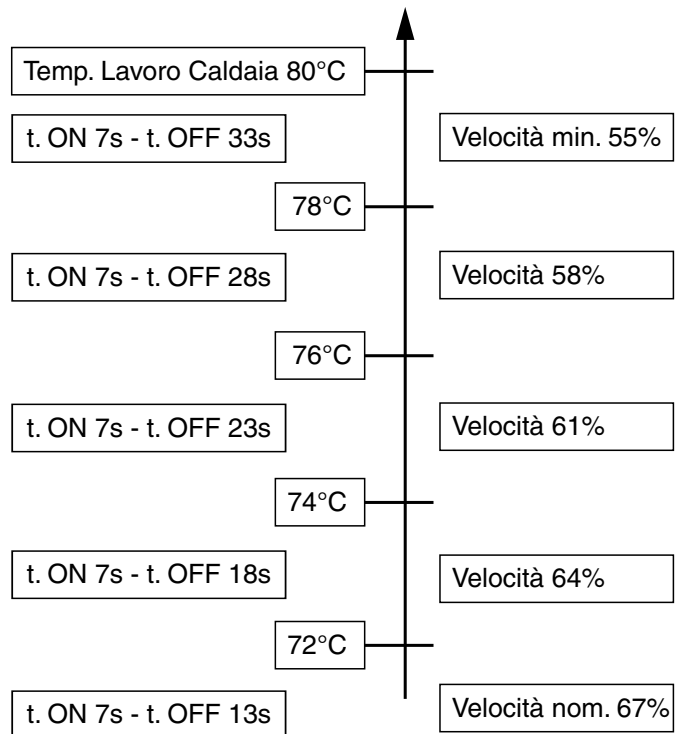 Temp. Lavoro Caldaia 80°C
t. ON 7s - t. OFF 33s
Velocità min. 55%
78°C
t. ON 7s - t. OFF 28s
Velocità 58%
76°C
t. ON 7s - t. OFF 23s
Velocità 61%
74°C
t. ON 7s - t. OFF 18s
Velocità 64%
72°C
t. ON 7s - t. OFF 13s
Velocità nom. 67%